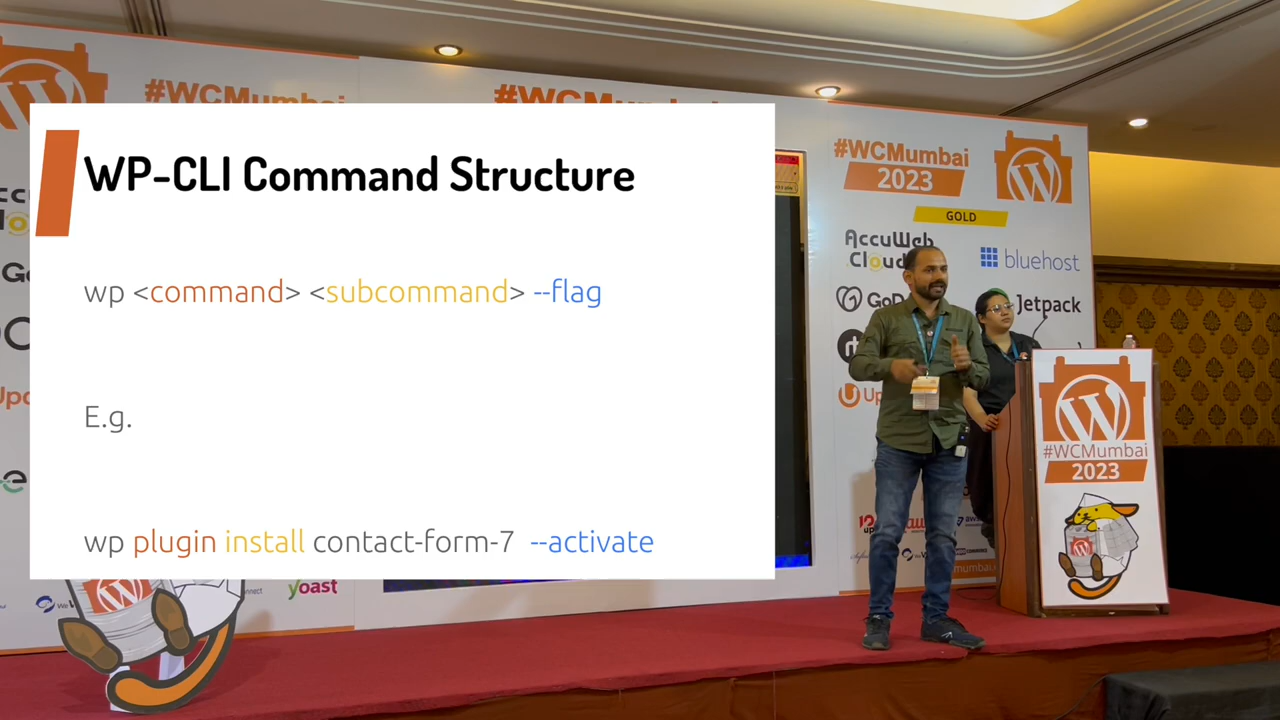 #WCMumbai
#WCMumbai
WP-CLI Command Structure
wp <command> <subcommand> --flag
E.g.
wp plugin install contact-form-7 --activate
yoast
#WCMumbai
2023
GOLD
AccuWeb
Cloud
bluehost
Jetpack
#WCMumbai
2023